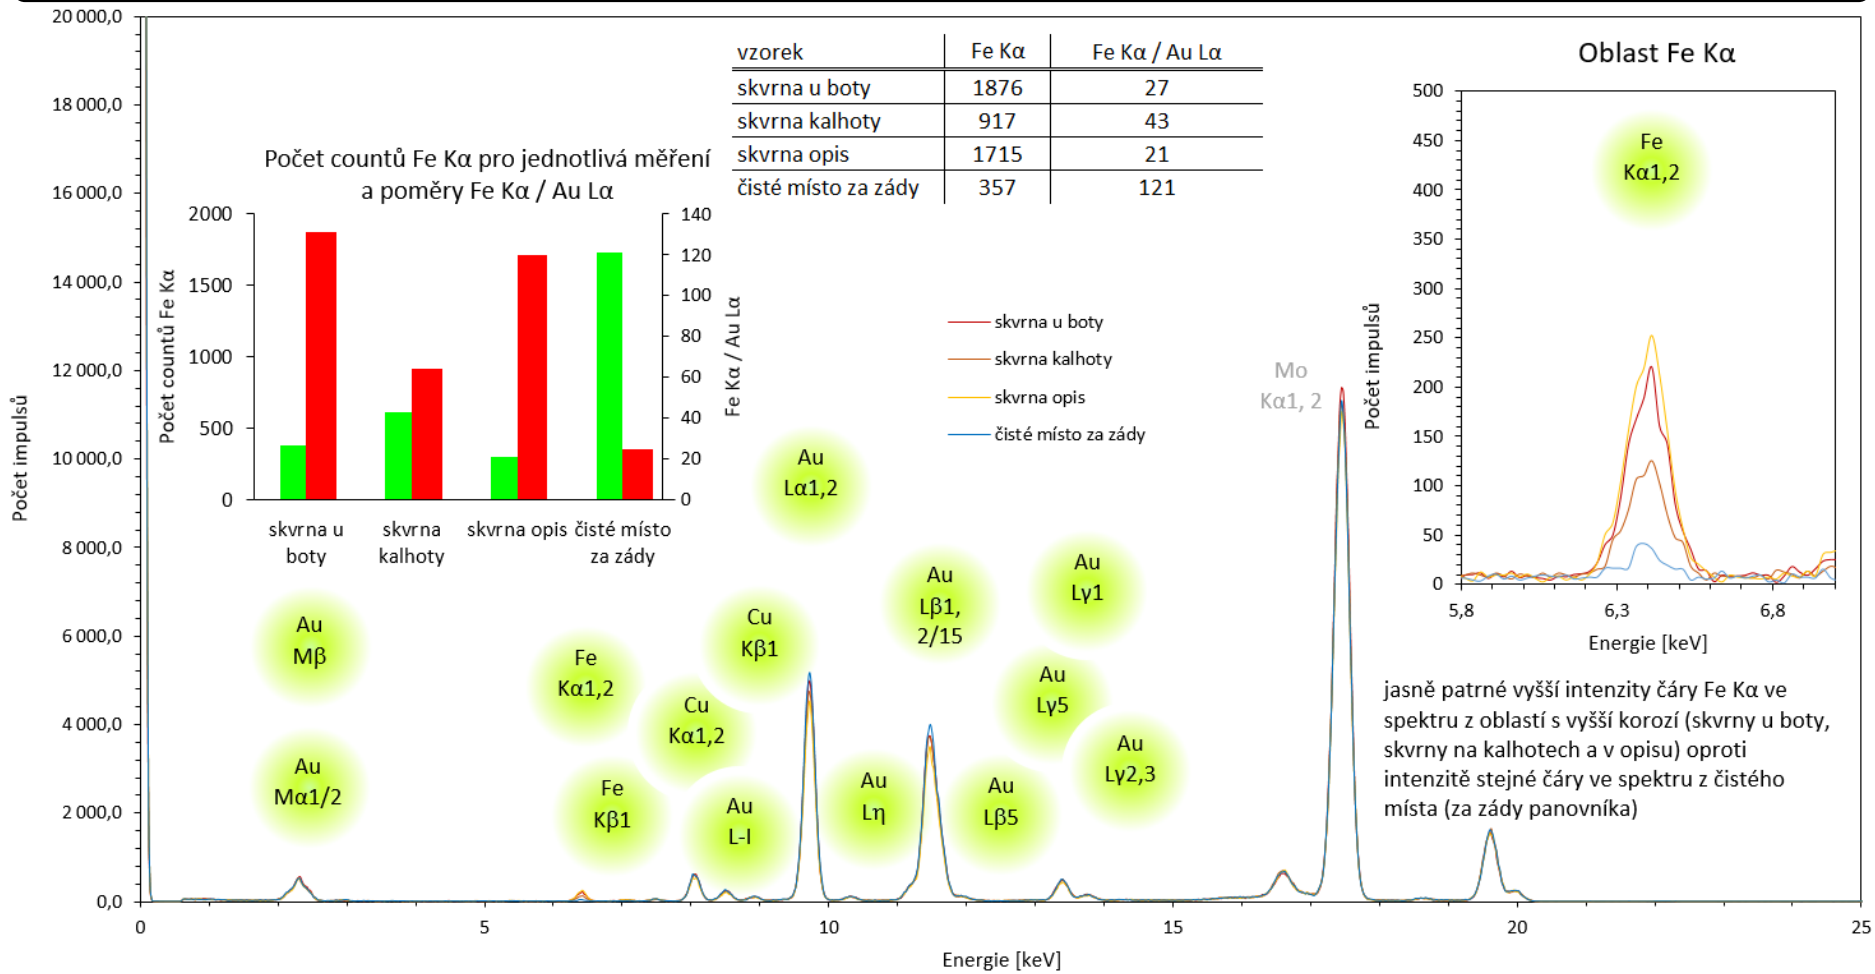 20 000,0
18 000,0
16 000,0
14 000,0
12 000,0
10 000,0
8 000,0
6 000,0
4 000,0
2 000,0
0,0
Počet impulsů
0 5 10 15 20 25
Energie [keV]
vzorek Fe Kα Fe Kα / Au Lα
skvrna u boty 1876 27
skvrna kalhoty 917 43
skvrna opis 1715 21
čisté místo za zády 357 121
Počet countů Fe Kα pro jednotlivá měření
a poměry Fe Kα / Au Lα
2000
1500
1000
500
0
Počet countů Fe Kα
140
120
100
80
60
40
20
0
Fe Kα / Au Lα
skvrna u
boty
skvrna
kalhoty
skvrna opis
čisté místo
za zády
skvrna u boty
skvrna kalhoty
skvrna opis
čisté místo za zády
Au
Mβ
Au
Mα1/2
Fe
Kα1,2
Fe
Kβ1
Cu
Kα1,2
Cu
Kβ1
Au
L-l
Au
Lα1,2
Au
Lη
Au
Lβ1,
2/15
Au
Lβ5
Au
Lγ1
Au
Lγ5
Au
Lγ2,3
Mo
Kα1, 2
Oblast Fe Kα
500
450
400
350
300
250
200
150
100
50
0
Počet impulsů
Fe
Kα1,2
5,8 6,3 6,8
Energie [keV]
jasně patrné vyšší intenzity čáry Fe Kα ve
spektru z oblastí s vyšší korozí (skvrny u boty,
skvrny na kalhotech a v opisu) oproti
intenzitě stejné čáry ve spektru z čistého
místa (za zády panovníka)